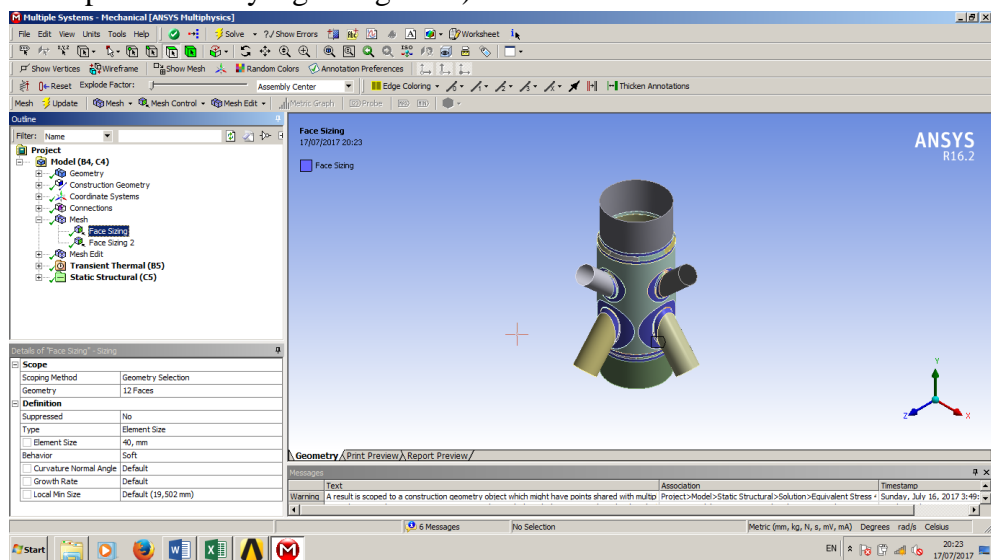 Multiple Systems - Mechanical [ANSYS Multiphysics]
File Edit View Units Tools Help Solve ?/Show Errors Worksheet
Show Vertices Wireframe Show Mesh Random Colors Annotation Preferences
Reset Explode Factor: Assembly Center Edge Coloring Thicken Annotations
Mesh Update Mesh Mesh Control Mesh Edit Metric Graph Probe
Outline
Filter: Name
Project
Model (B4, C4)
Geometry
Construction Geometry
Coordinate Systems
Connections
Mesh
Face Sizing
Face Sizing 2
Mesh Edit
Transient Thermal (B5)
Static Structural (C5)
Details of "Face Sizing" - Sizing
Scope
Scoping Method Geometry Selection
Geometry 12 Faces
Definition
Suppressed No
Type Element Size
Element Size 40, mm
Behavior Soft
Curvature Normal Angle Default
Growth Rate Default
Local Min Size Default (19,502 mm)
Face Sizing
17/07/2017 20:23
Face Sizing
ANSYS
R16.2
Y
Z
X
Geometry Print Preview Report Preview
Messages
Text Association Timestamp
Warning A result is scoped to a construction geometry object which might have points shared with multip Project>Model>Static Structural>Solution>Equivalent Stress Sunday, July 16, 2017 3:49:
6 Messages No Selection Metric (mm, kg, N, s, mV, mA) Degrees rad/s Celsius
Start EN 20:23
17/07/2017